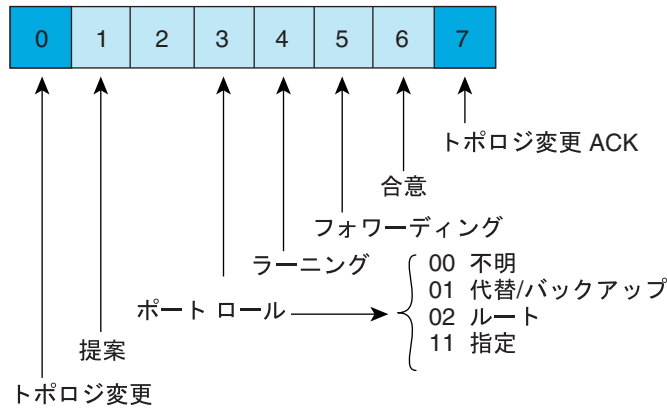 0 1 2 3 4 5 6 7
トポロジ変更 ACK
合意
フォワーディング
ラーニング
ポート ロール
00 不明
01 代替/バックアップ
02 ルート
11 指定
提案
トポロジ変更